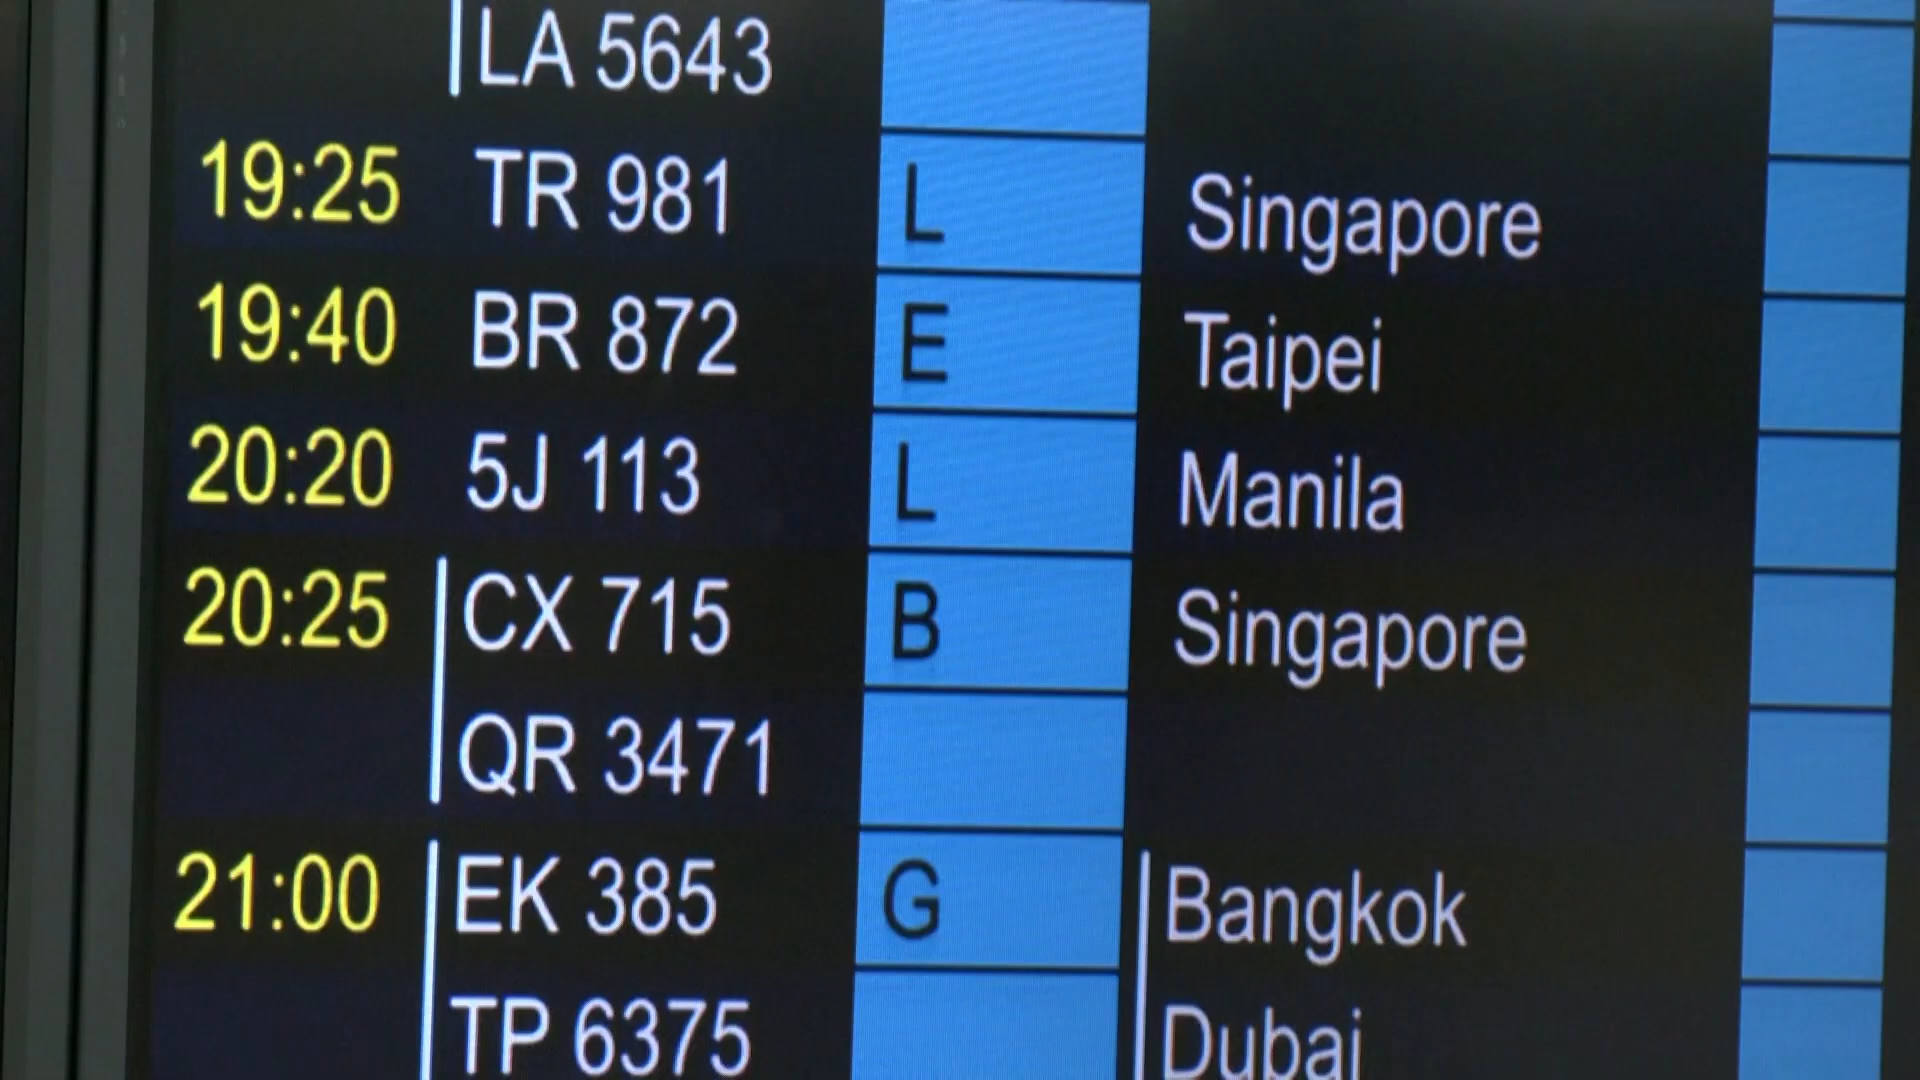 LA 5643
19:25 TR 981 L Singapore
19:40 BR 872 E Taipei
20:20 5J 113 L Manila
20:25 CX 715 B Singapore
QR 3471
21:00 EK 385 G Bangkok
TP 6375 Dubai